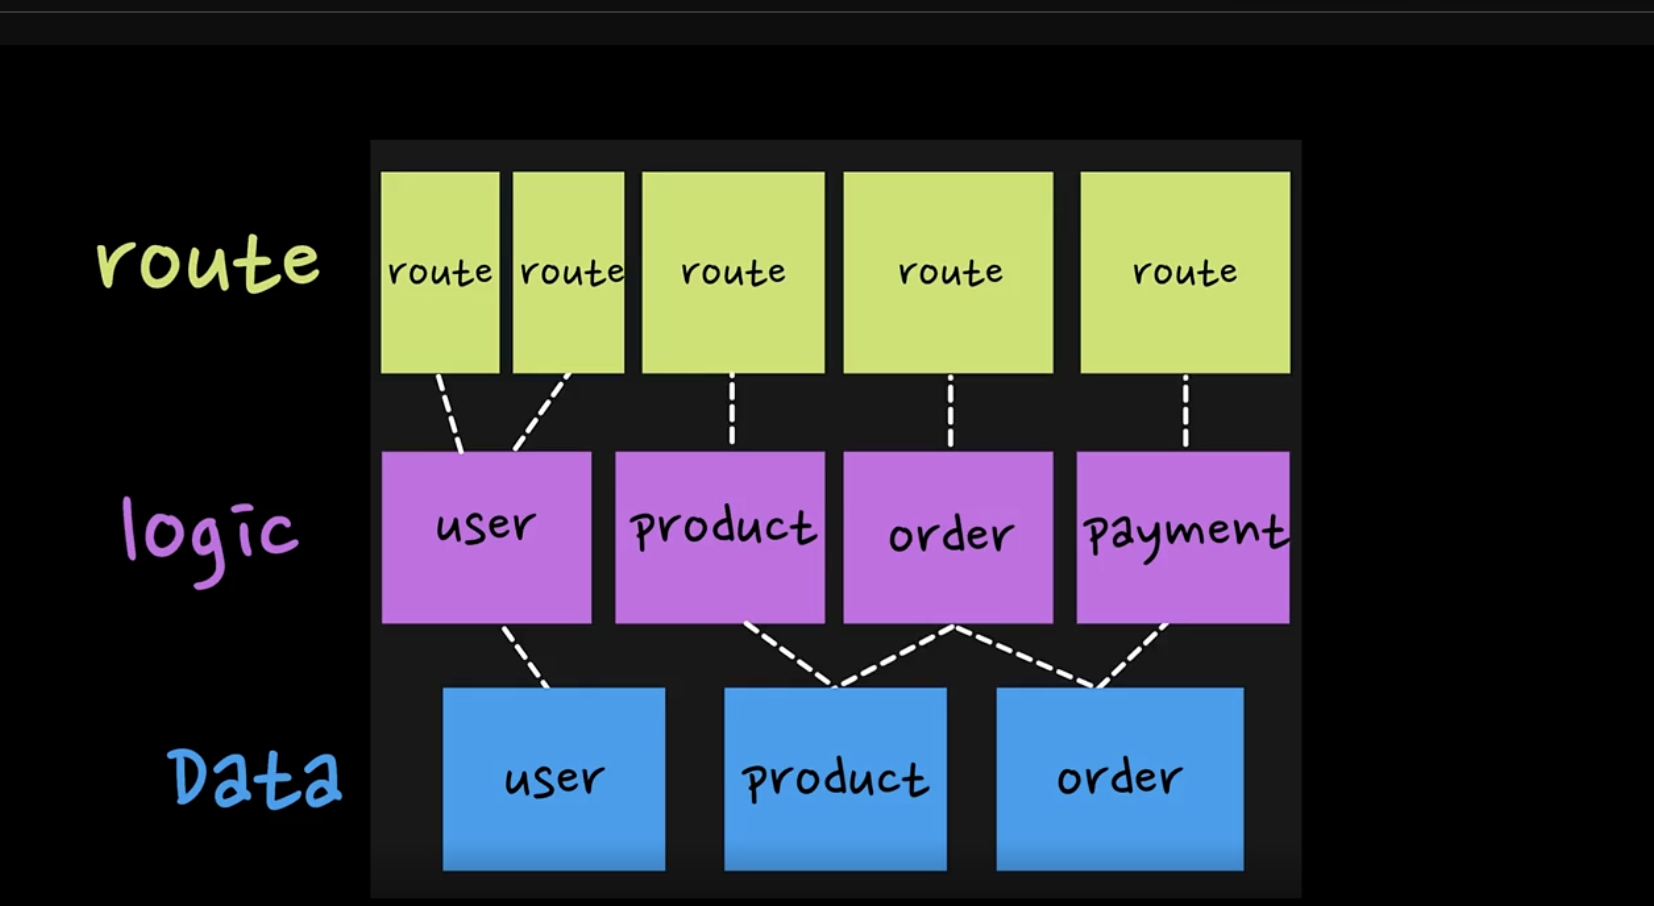 route
route
route
route
route
route
logic
user
product
order
payment
Data
user
product
order